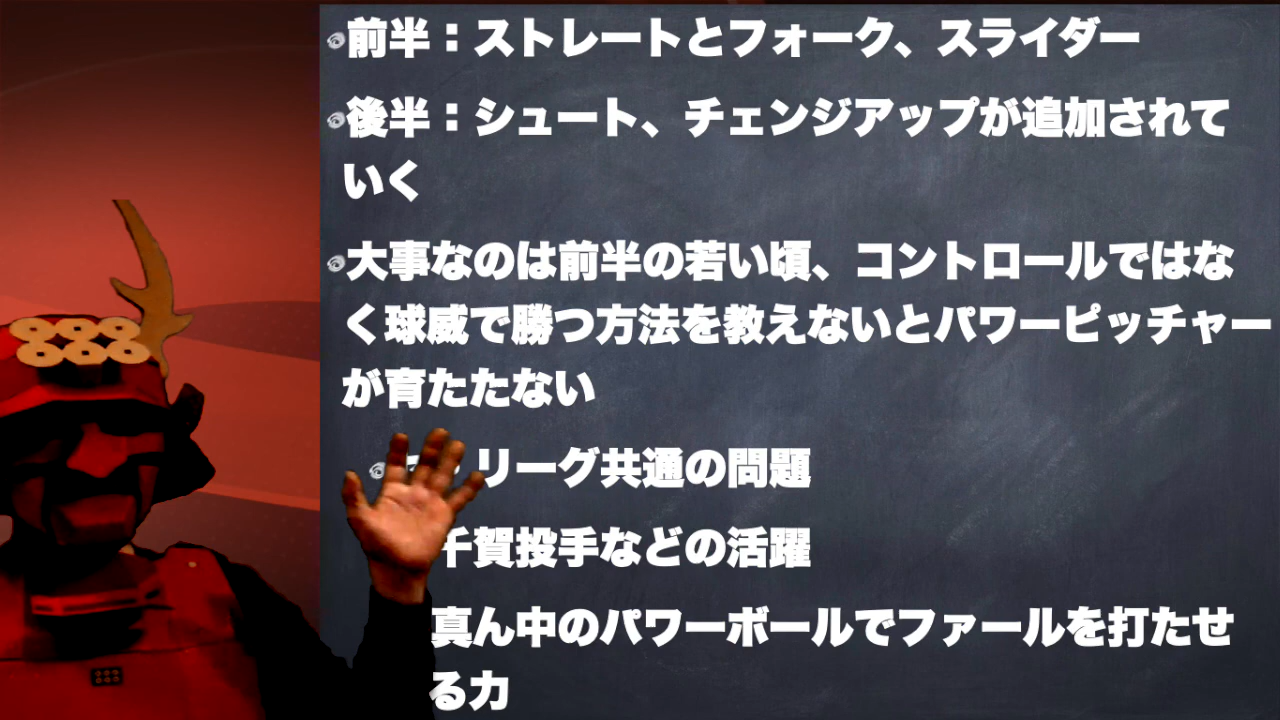 前半：ストレートとフォーク、スライダー
後半：シュート、チェンジアップが追加されて
いく
大事なのは前半の若い頃、コントロールではな
く球威で勝つ方法を教えないとパワーピッチャー
が育たたない
リーグ共通の問題
千賀投手などの活躍
真ん中のパワーボールでファールを打たせ
る力